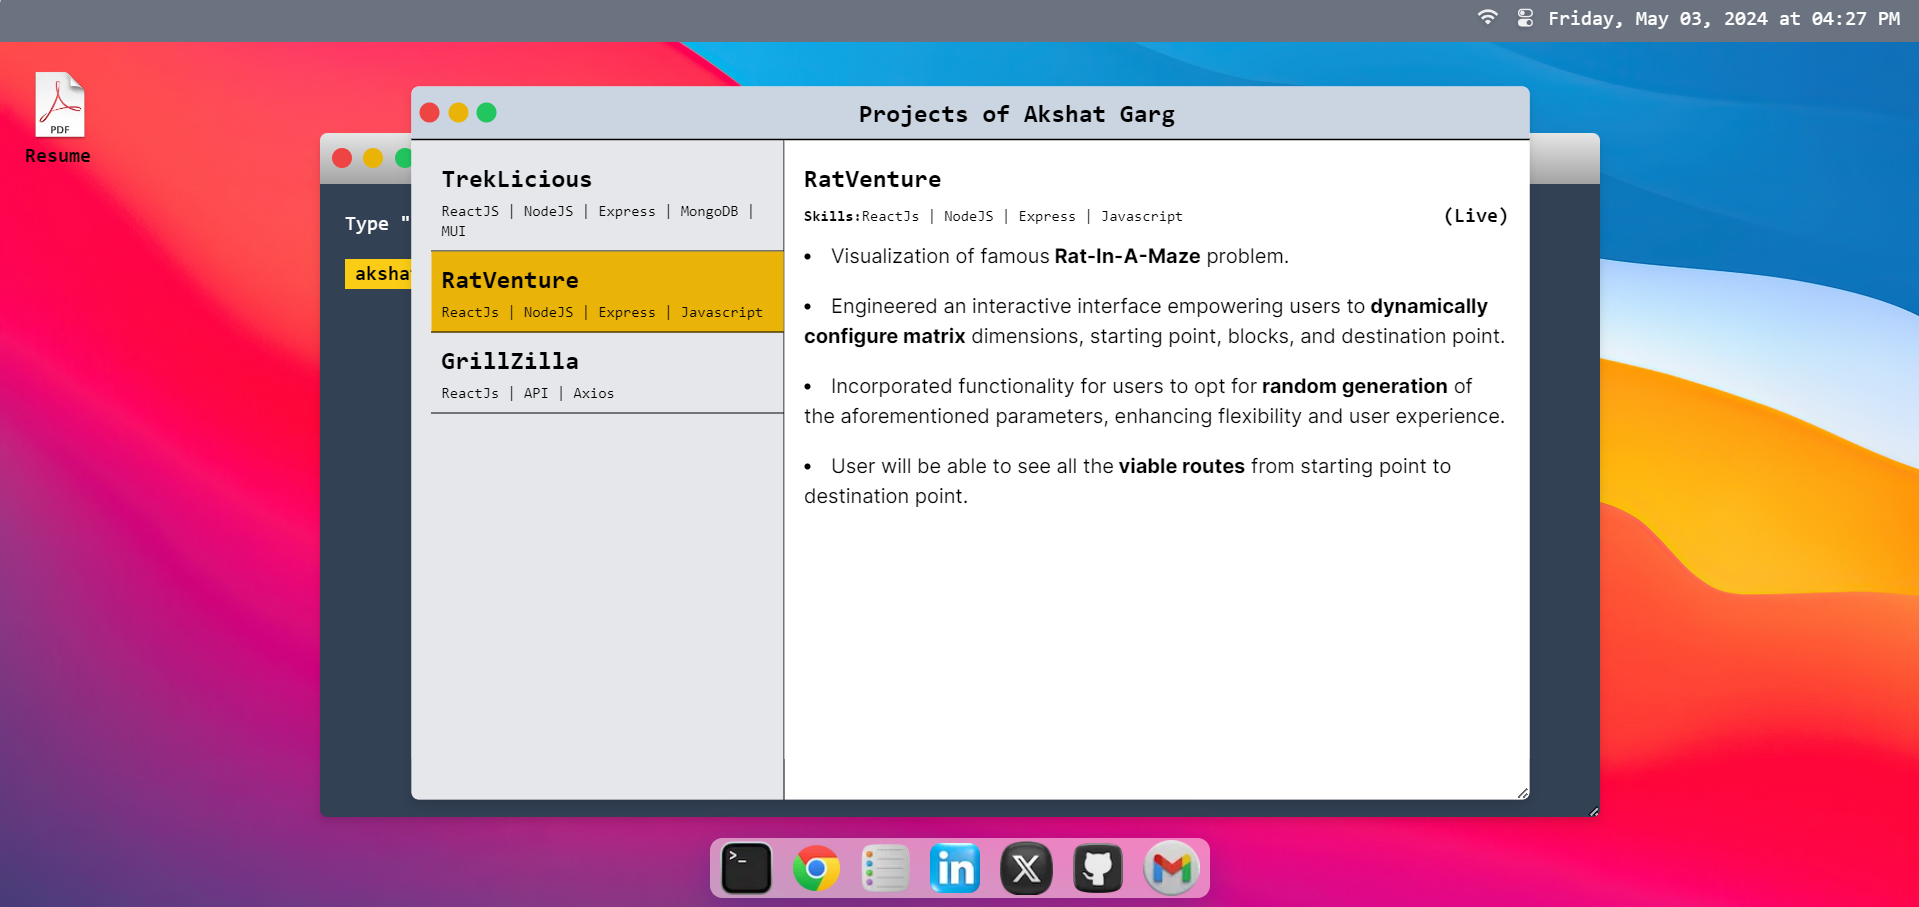 Friday, May 03, 2024 at 04:27 PM
PDF
Resume
Type "
aksha
Projects of Akshat Garg
TrekLicious
ReactJS | NodeJS | Express | MongoDB |
MUI
RatVenture
ReactJs | NodeJS | Express | Javascript
GrillZilla
ReactJs | API | Axios
RatVenture
Skills:ReactJs | NodeJS | Express | Javascript
(Live)
• Visualization of famous Rat-In-A-Maze problem.
• Engineered an interactive interface empowering users to dynamically
configure matrix dimensions, starting point, blocks, and destination point.
• Incorporated functionality for users to opt for random generation of
the aforementioned parameters, enhancing flexibility and user experience.
• User will be able to see all the viable routes from starting point to
destination point.
>_
in
X